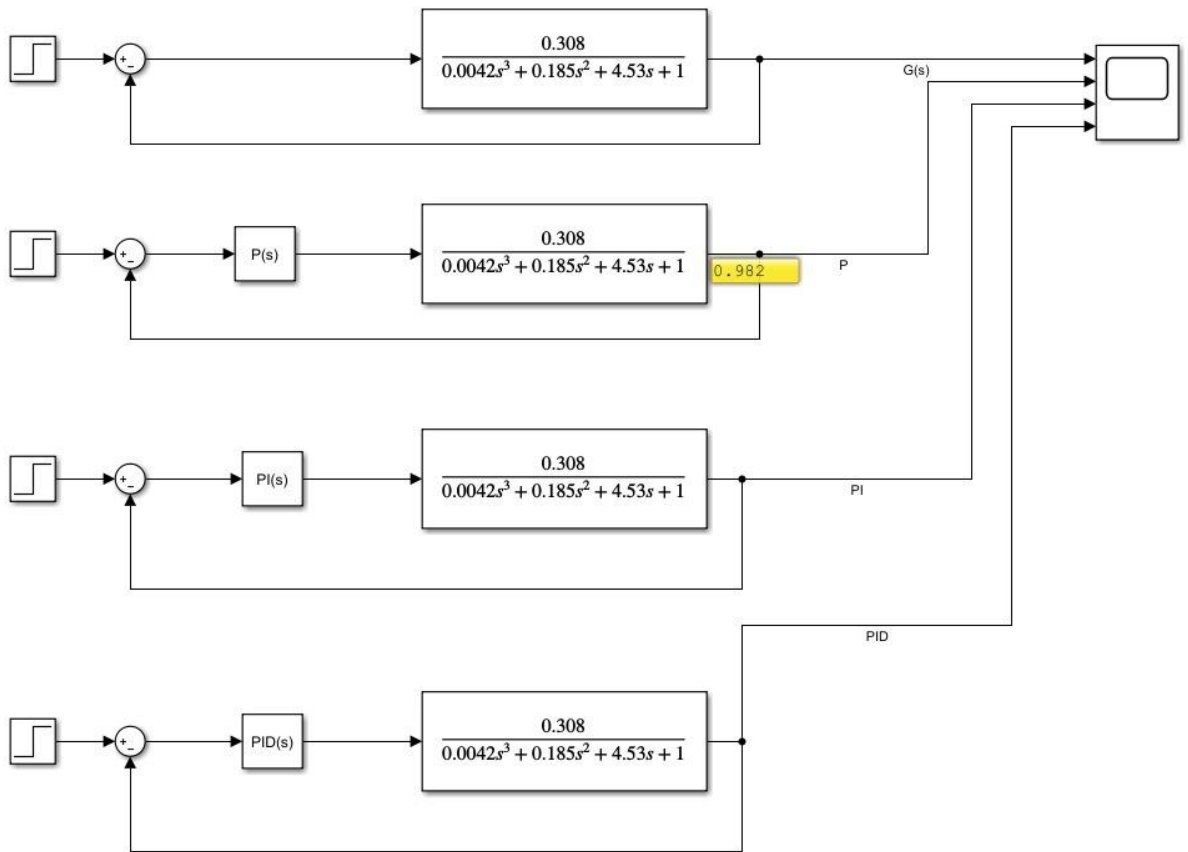 +
-
0.308
0.0042s³ + 0.185s² + 4.53s + 1
G(s)
+
-
P(s)
0.308
0.0042s³ + 0.185s² + 4.53s + 1
0.982
P
+
-
PI(s)
0.308
0.0042s³ + 0.185s² + 4.53s + 1
PI
PID
+
-
PID(s)
0.308
0.0042s³ + 0.185s² + 4.53s + 1